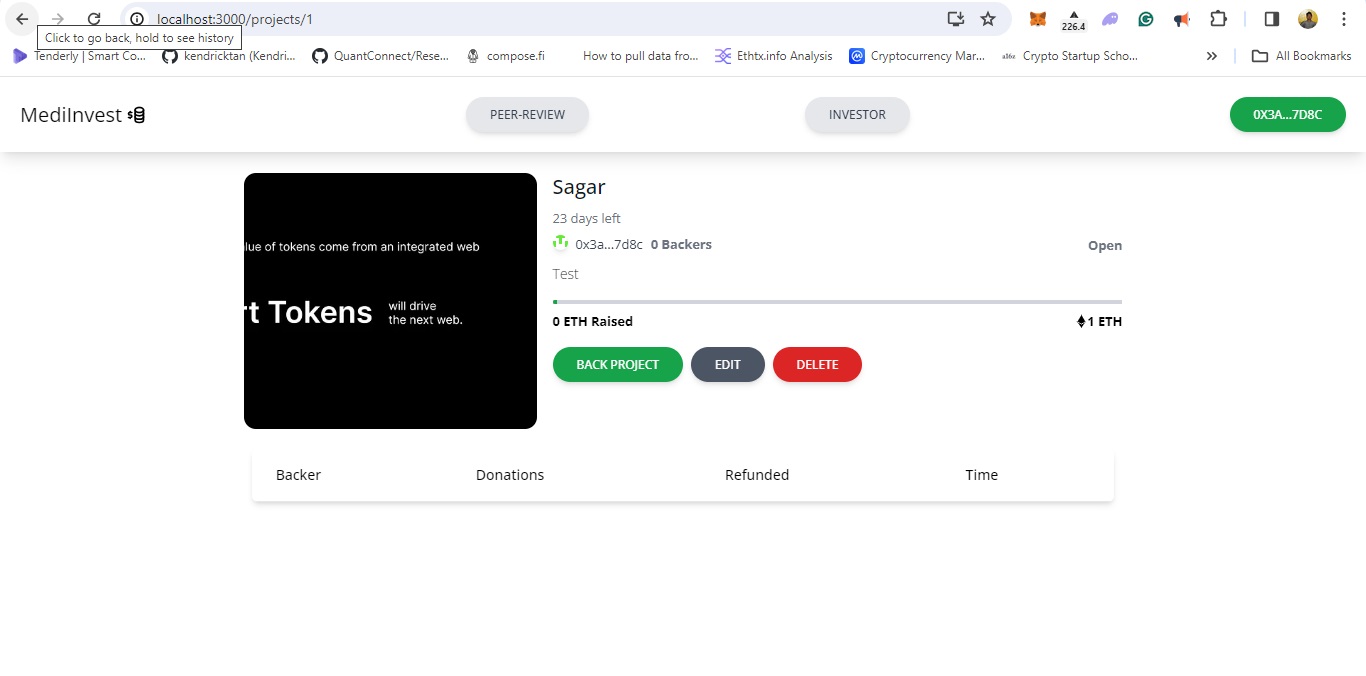 localhost:3000/projects/1
226.4
Click to go back, hold to see history
Tenderly | Smart Co... kendricktan (Kendri... QuantConnect/Rese... compose.fi How to pull data fro... Ethtx.info Analysis Cryptocurrency Mar... a16z Crypto Startup Scho... » All Bookmarks
MediInvest PEER-REVIEW INVESTOR 0X3A...7D8C
lue of tokens come from an integrated web
rt Tokens
will drive
the next web.
Sagar
23 days left
0x3a...7d8c 0 Backers Open
Test
0 ETH Raised 1 ETH
BACK PROJECT EDIT DELETE
Backer Donations Refunded Time